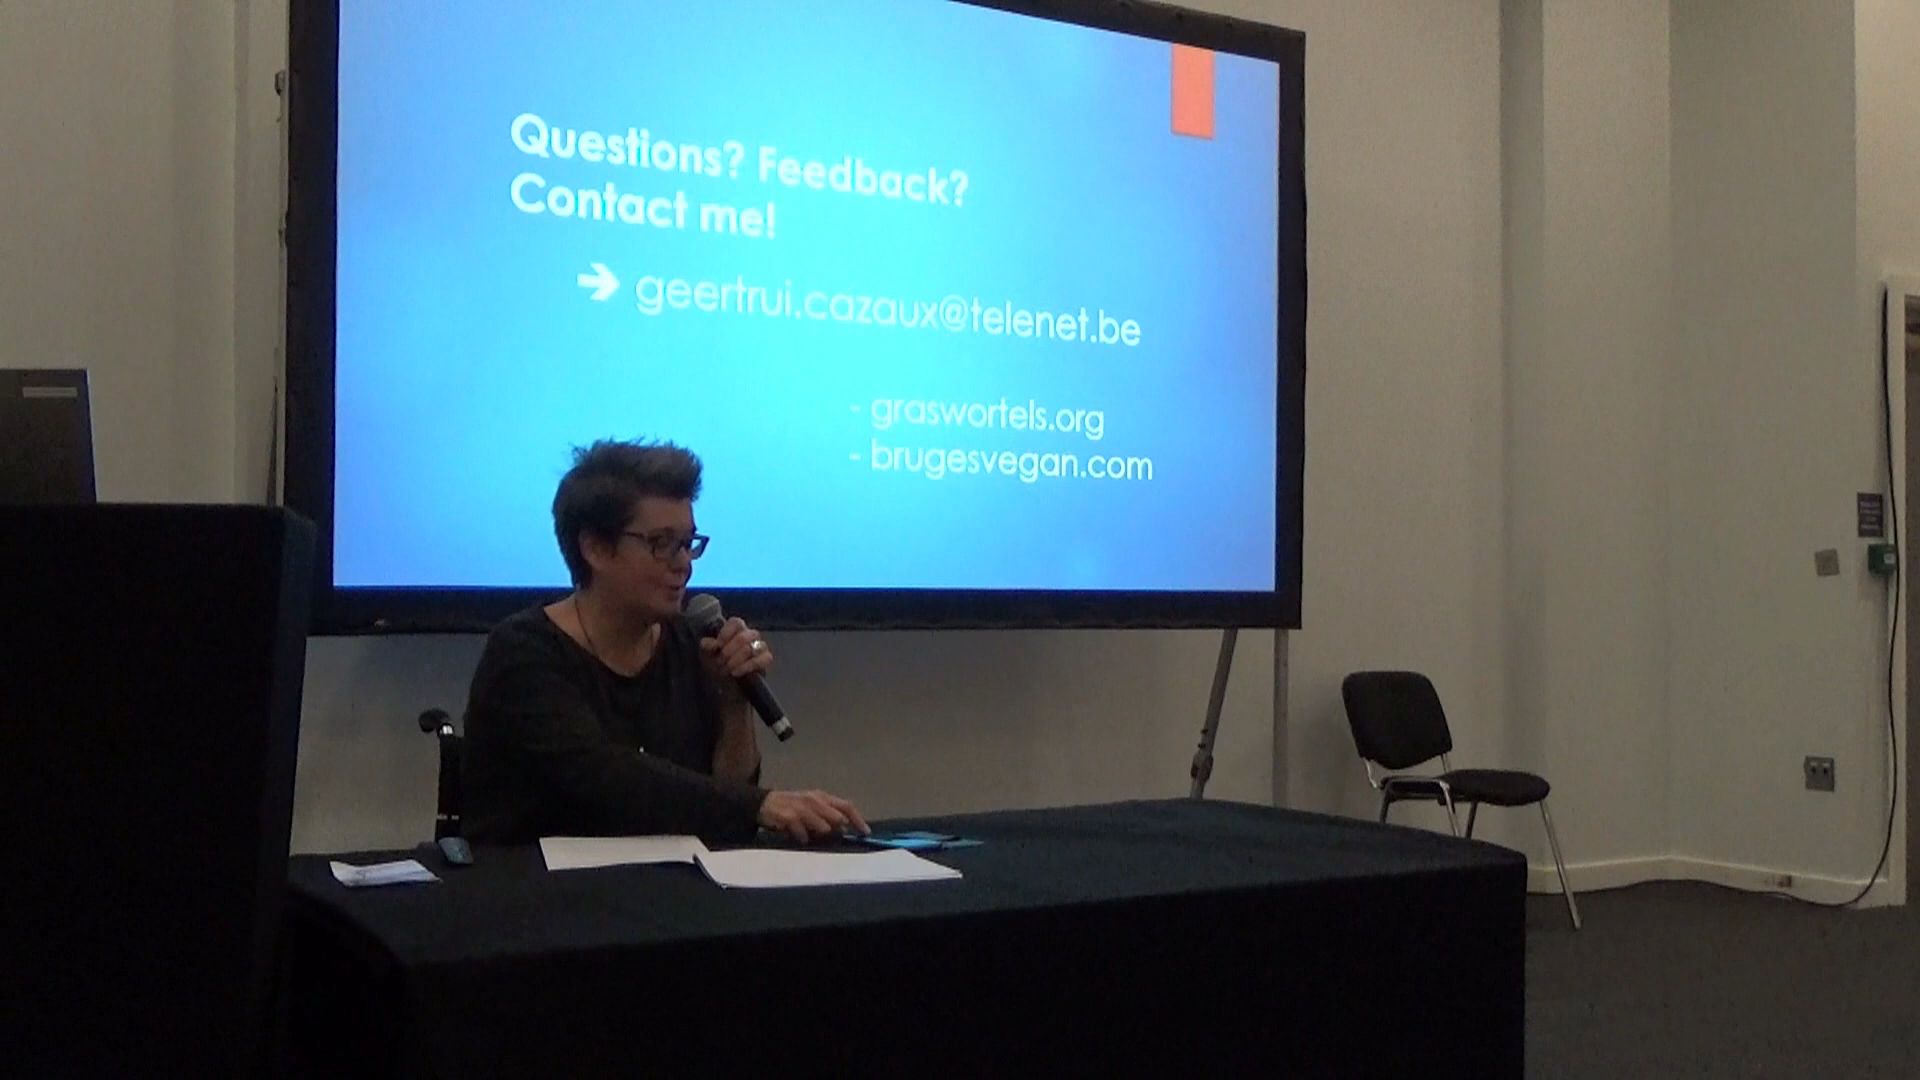 Questions? Feedback?
Contact me!
➔ geertrui.cazaux@telenet.be
- graswortels.org
- brugesvegan.com